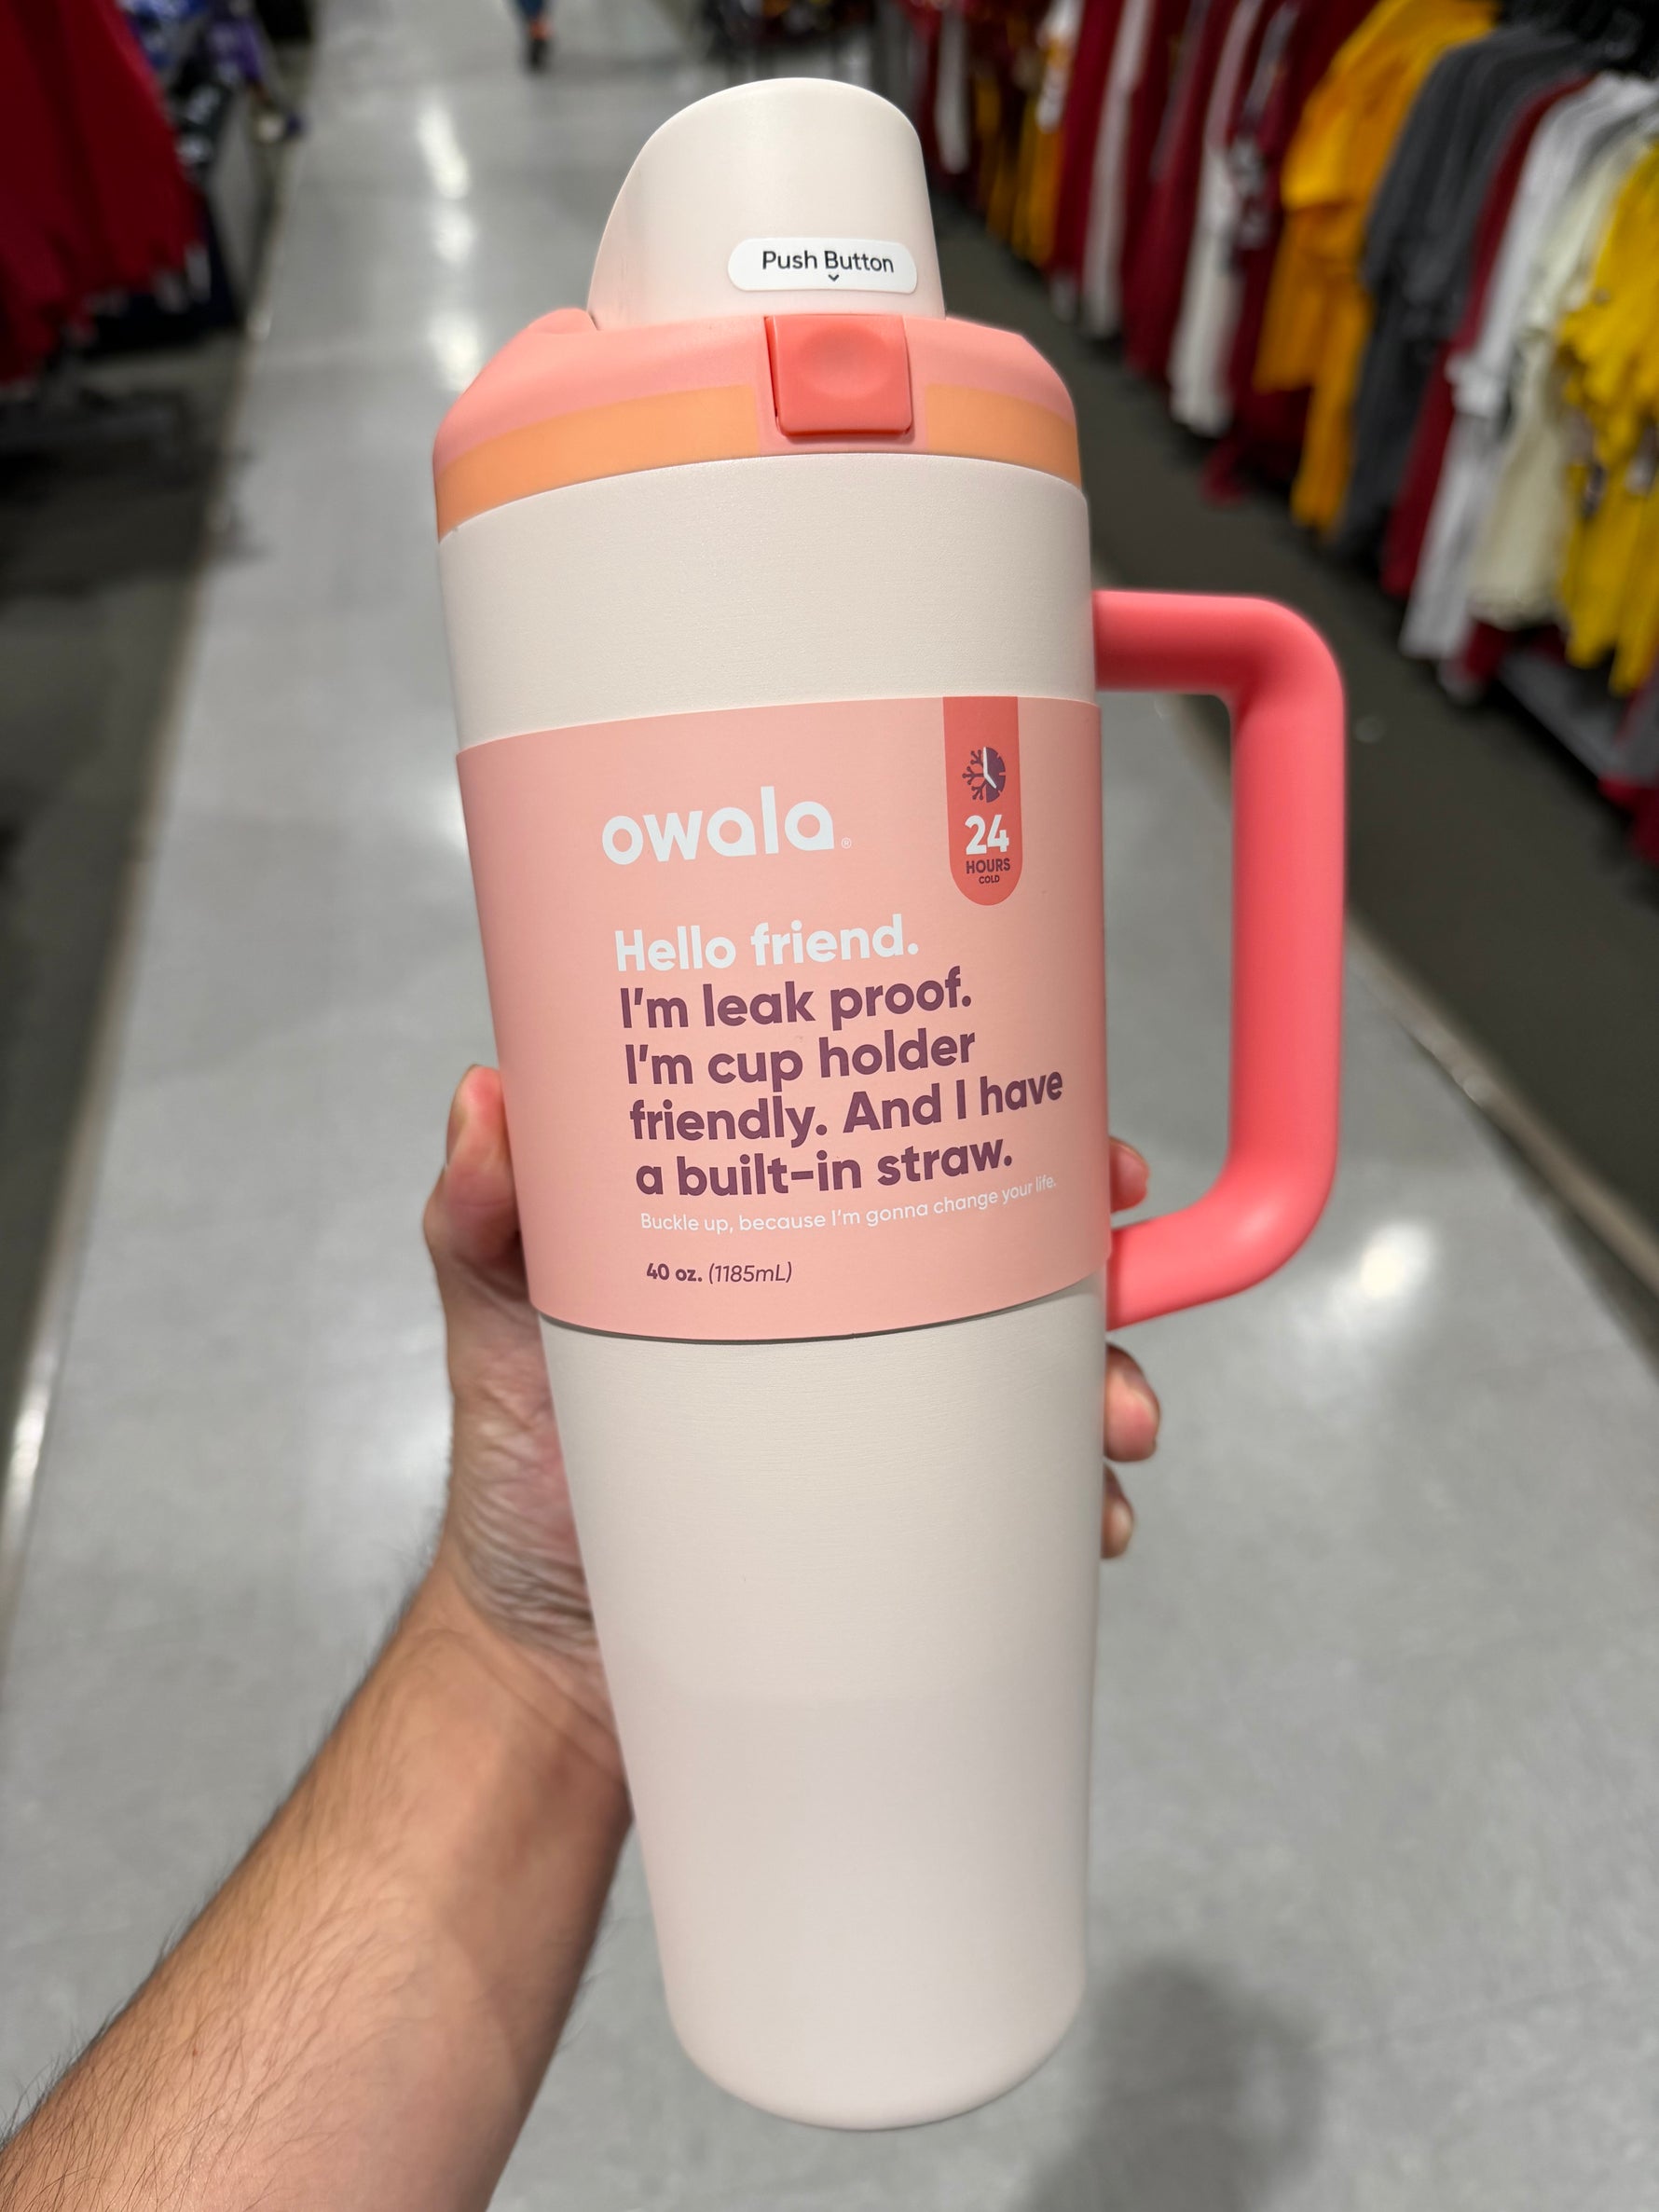 Push Button
owala®
24
HOURS
COLD
Hello friend.
I'm leak proof.
I'm cup holder
friendly. And I have
a built-in straw.
Buckle up, because I'm gonna change your life.
40 oz. (1185mL)